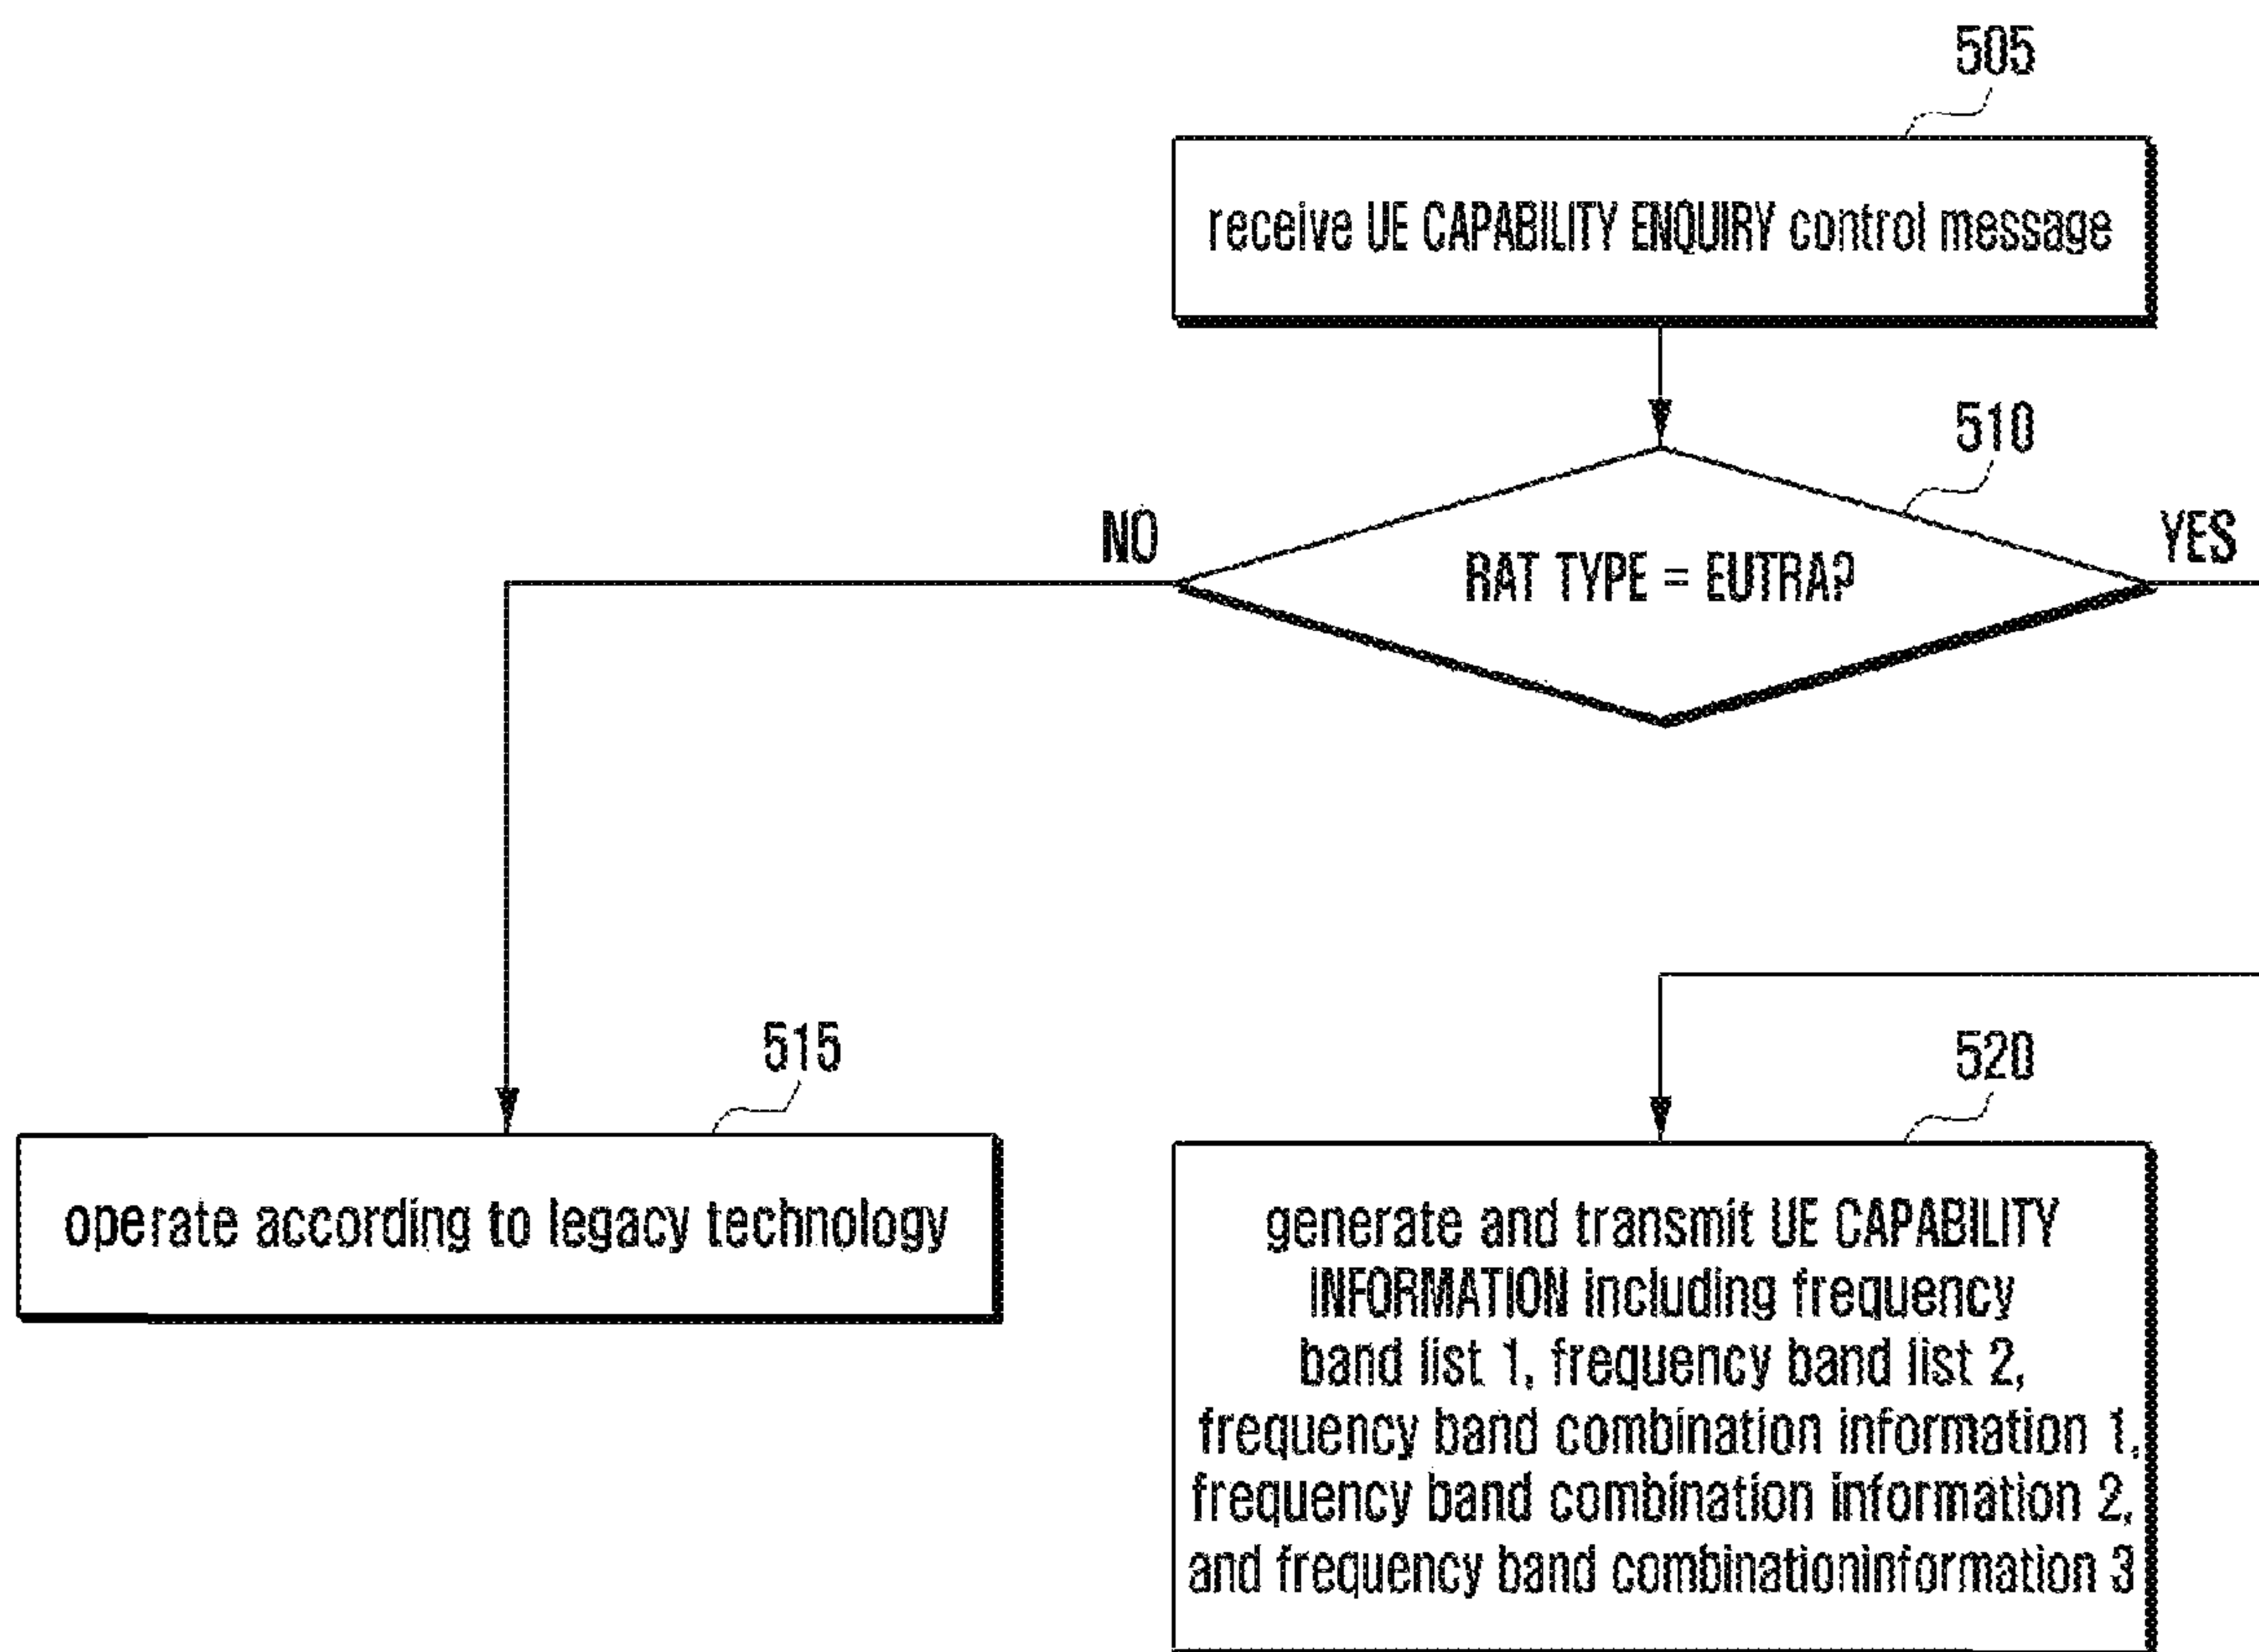 505
receive UE CAPABILITY ENQUIRY control message
510
NO
YES
RAT TYPE = EUTRA?
515
operate according to legacy technology
520
generate and transmit UE CAPABILITY
INFORMATION including frequency
band list 1, frequency band list 2,
frequency band combination information 1,
frequency band combination information 2,
and frequency band combinationinformation 3